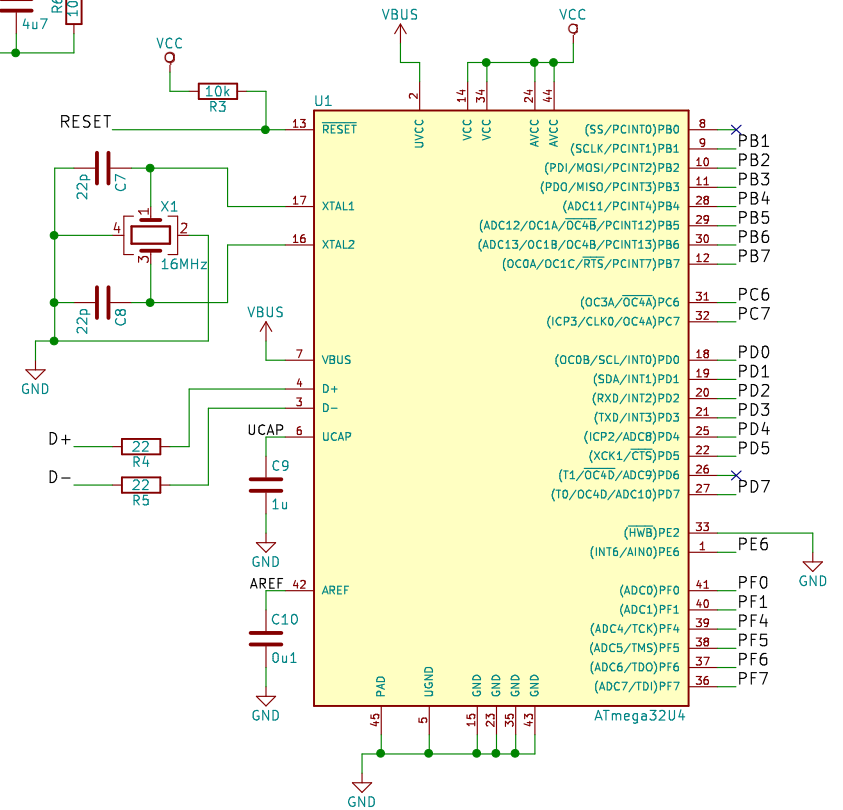 4u7
R6
10
VBUS
VCC
VCC
10k
R3
U1
2
14
34
24
44
RESET
13
RESET
UVCC
VCC
VCC
AVCC
AVCC
(SS/PCINT0)PB0
8
(SCLK/PCINT1)PB1
9
PB1
(PDI/MOSI/PCINT2)PB2
10
PB2
(PDO/MISO/PCINT3)PB3
11
PB3
(ADC11/PCINT4)PB4
28
PB4
(ADC12/OC1A/OC4B/PCINT12)PB5
29
PB5
(ADC13/OC1B/OC4B/PCINT13)PB6
30
PB6
(OC0A/OC1C/RTS/PCINT7)PB7
12
PB7
22p
C7
17
XTAL1
X1
1
4
2
3
16MHz
16
XTAL2
22p
C8
GND
(OC3A/OC4A)PC6
31
PC6
(ICP3/CLK0/OC4A)PC7
32
PC7
VBUS
7
VBUS
(OC0B/SCL/INT0)PD0
18
PD0
4
D+
(SDA/INT1)PD1
19
PD1
3
D-
(RXD/INT2)PD2
20
PD2
(TXD/INT3)PD3
21
PD3
UCAP
6
UCAP
(ICP2/ADC8)PD4
25
PD4
D+
22
R4
(XCK1/CTS)PD5
22
PD5
(T1/OC4D/ADC9)PD6
26
D-
22
R5
(T0/OC4D/ADC10)PD7
27
PD7
C9
1u
GND
(HWB)PE2
33
(INT6/AIN0)PE6
1
PE6
GND
AREF
42
AREF
(ADC0)PF0
41
PF0
(ADC1)PF1
40
PF1
C10
0u1
GND
(ADC4/TCK)PF4
39
PF4
(ADC5/TMS)PF5
38
PF5
(ADC6/TDO)PF6
37
PF6
(ADC7/TDI)PF7
36
PF7
PAD
UGND
GND
GND
GND
GND
45
5
15
23
35
43
ATmega32U4
GND